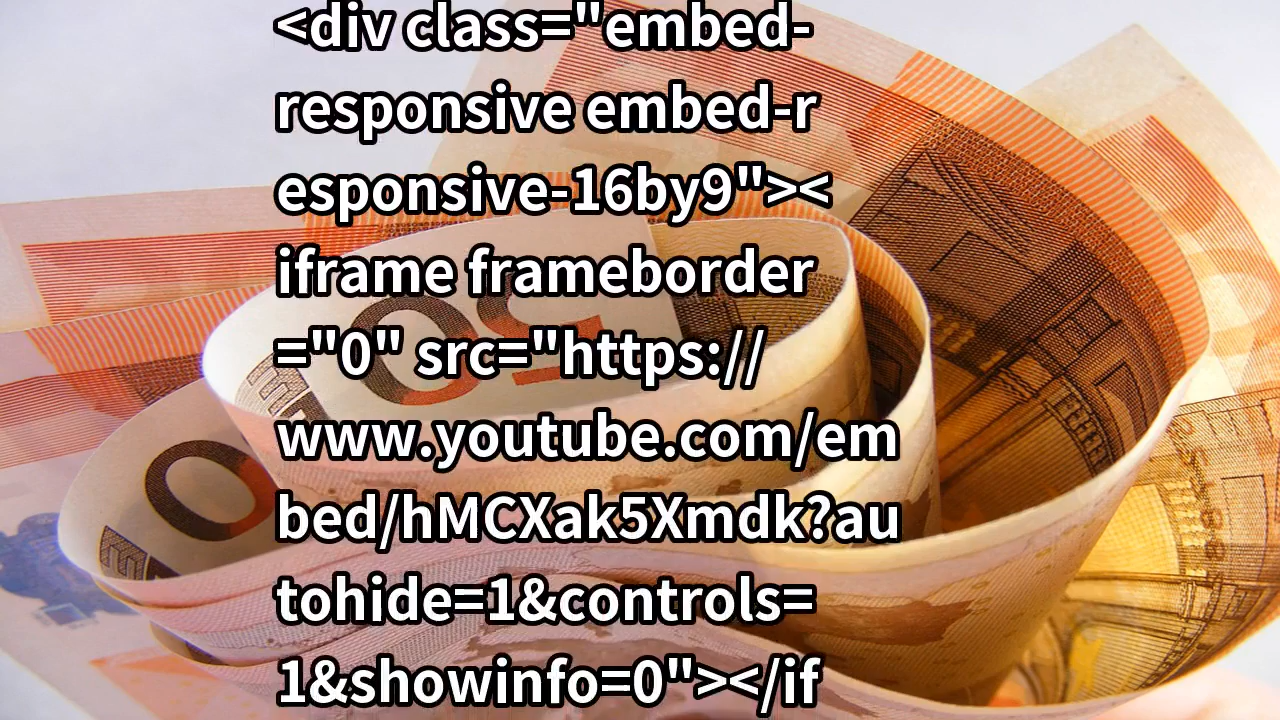 <div class="embed-
responsive embed-r
esponsive-16by9"><
iframe frameborder
="0" src="https://
www.youtube.com/em
bed/hMCXak5Xmdk?au
tohide=1&controls=
1&showinfo=0"></if
50